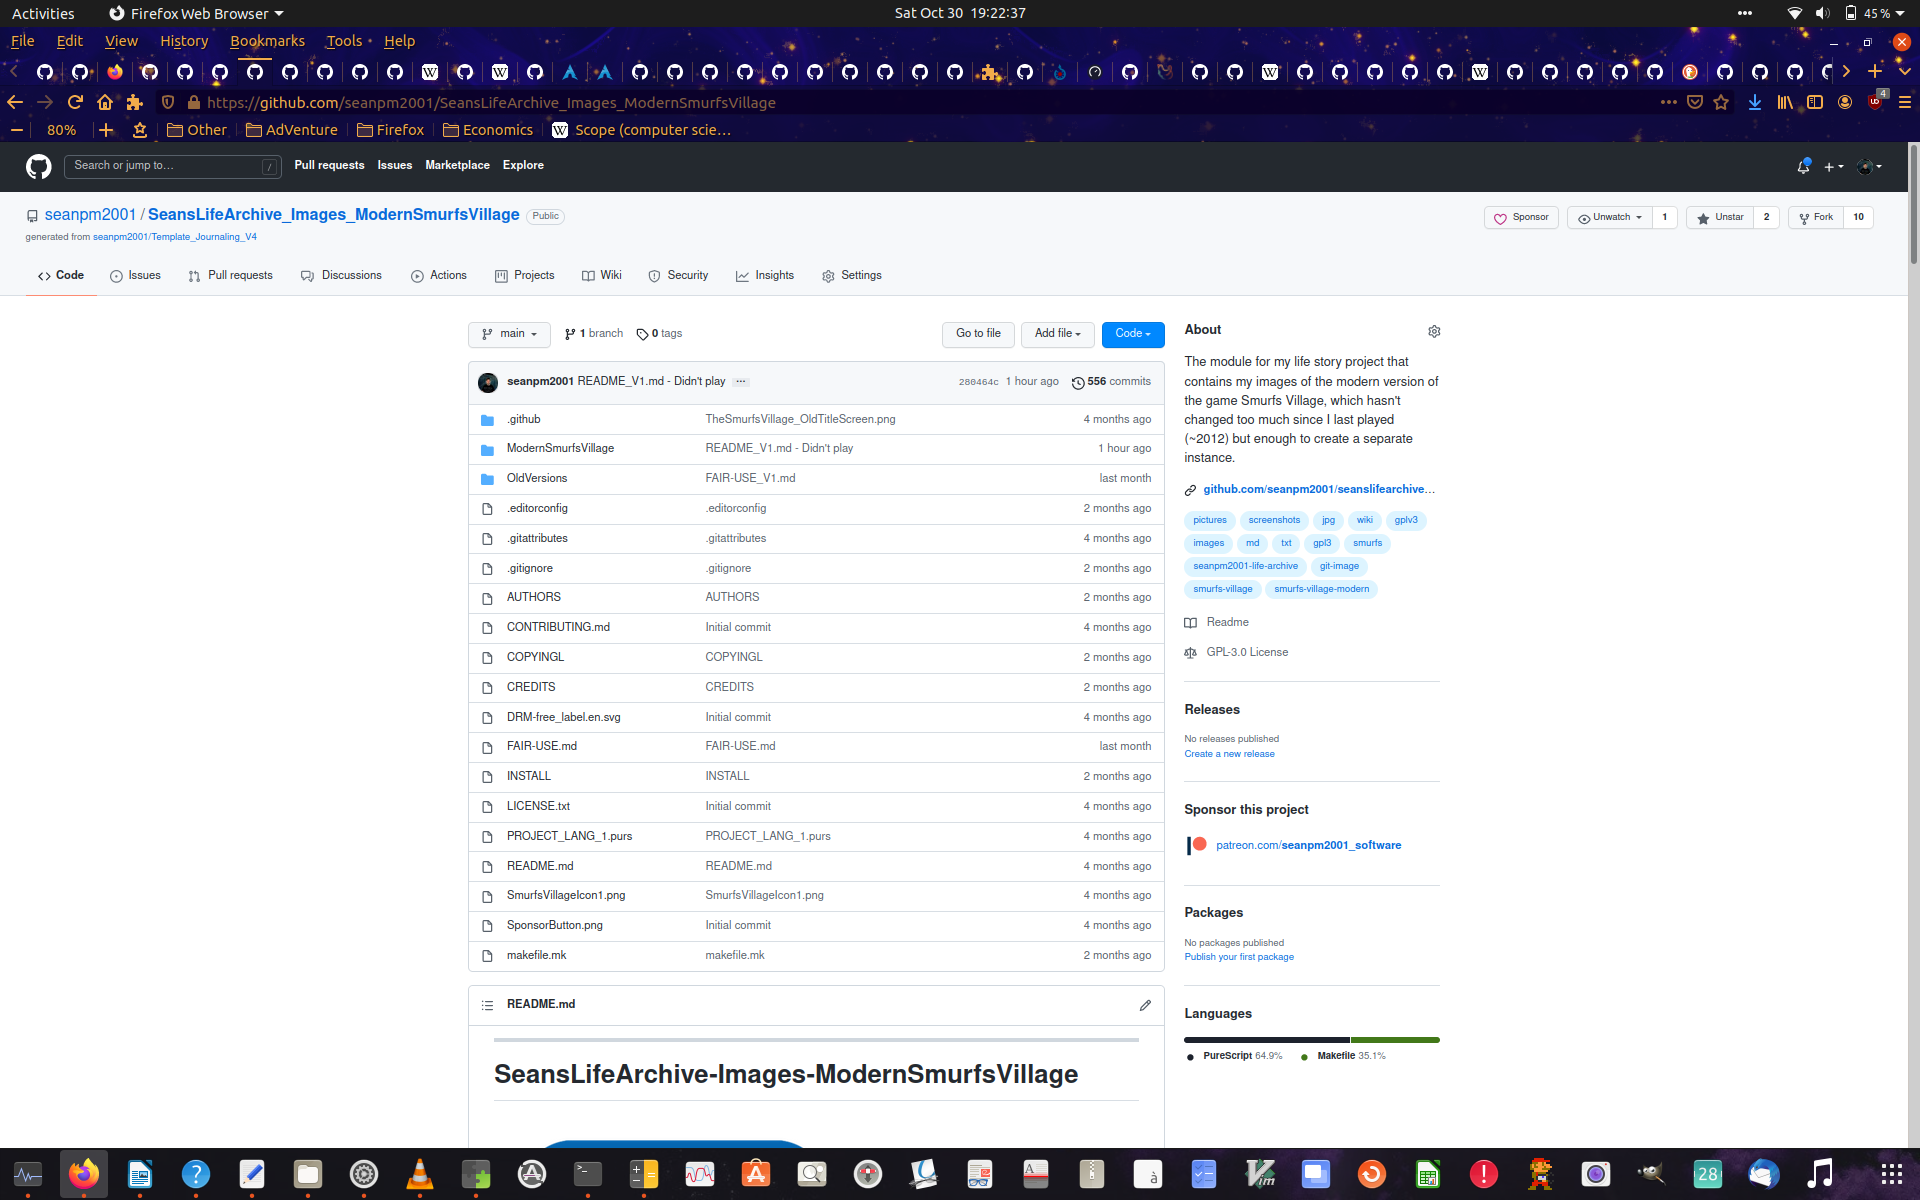 Activities Firefox Web Browser Sat Oct 30 19:22:37 45 %
File Edit View History Bookmarks Tools Help
https://github.com/seanpm2001/SeansLifeArchive_Images_ModernSmurfsVillage 4
80% Other AdVenture Firefox Economics W Scope (computer scie…
Search or jump to… / Pull requests Issues Marketplace Explore
seanpm2001 / SeansLifeArchive_Images_ModernSmurfsVillage Public Sponsor Unwatch 1 Unstar 2 Fork 10
generated from seanpm2001/Template_Journaling_V4
Code Issues Pull requests Discussions Actions Projects Wiki Security Insights Settings
main 1 branch 0 tags Go to file Add file Code
seanpm2001 README_V1.md - Didn't play ··· 280464c 1 hour ago 556 commits
.github TheSmurfsVillage_OldTitleScreen.png 4 months ago
ModernSmurfsVillage README_V1.md - Didn't play 1 hour ago
OldVersions FAIR-USE_V1.md last month
.editorconfig .editorconfig 2 months ago
.gitattributes .gitattributes 4 months ago
.gitignore .gitignore 2 months ago
AUTHORS AUTHORS 2 months ago
CONTRIBUTING.md Initial commit 4 months ago
COPYINGL COPYINGL 2 months ago
CREDITS CREDITS 2 months ago
DRM-free_label.en.svg Initial commit 4 months ago
FAIR-USE.md FAIR-USE.md last month
INSTALL INSTALL 2 months ago
LICENSE.txt Initial commit 4 months ago
PROJECT_LANG_1.purs PROJECT_LANG_1.purs 4 months ago
README.md README.md 4 months ago
SmurfsVillageIcon1.png SmurfsVillageIcon1.png 4 months ago
SponsorButton.png Initial commit 4 months ago
makefile.mk makefile.mk 2 months ago
README.md
SeansLifeArchive-Images-ModernSmurfsVillage
About
The module for my life story project that
contains my images of the modern version of
the game Smurfs Village, which hasn't
changed too much since I last played
(~2012) but enough to create a separate
instance.
github.com/seanpm2001/seanslifearchive…
pictures screenshots jpg wiki gplv3
images md txt gpl3 smurfs
seanpm2001-life-archive git-image
smurfs-village smurfs-village-modern
Readme
GPL-3.0 License
Releases
No releases published
Create a new release
Sponsor this project
patreon.com/seanpm2001_software
Packages
No packages published
Publish your first package
Languages
PureScript 64.9% Makefile 35.1%
28